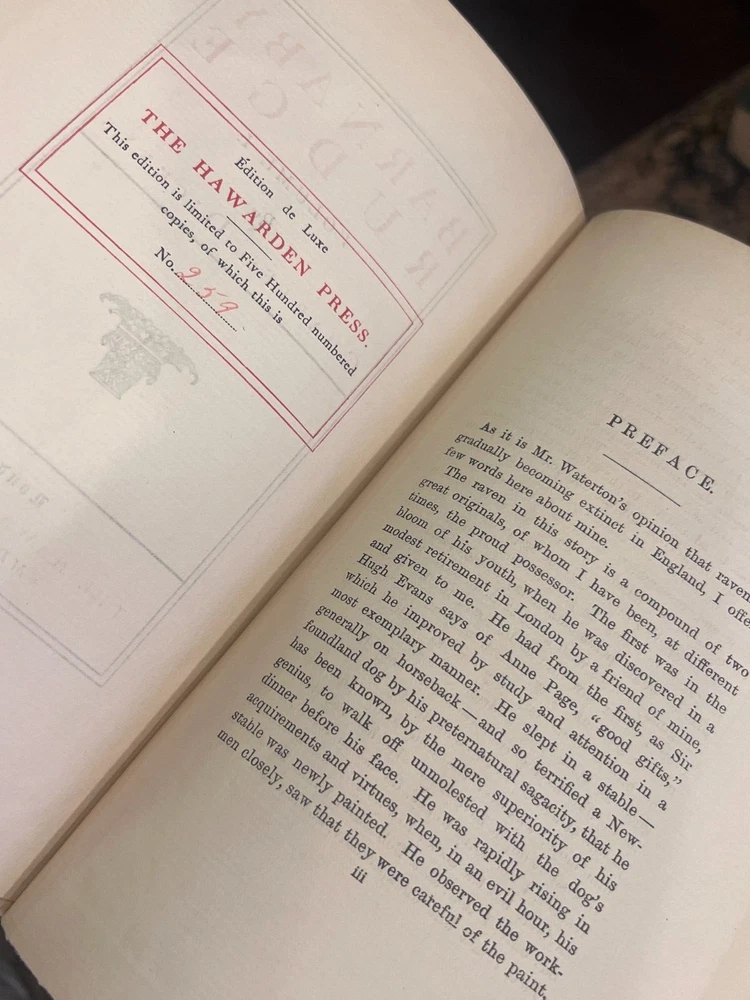 Édition de Luxe
THE HAWARDEN PRESS.
This edition is limited to Five Hundred numbered
copies, of which this is
No. 259
PREFACE.
As it is Mr. Waterton's opinion that raven
gradually becoming extinct in England, I offe
few words here about mine.
The raven in this story is a compound of two
great originals, of whom I have been, at different
times, the proud possessor. The first was in the
bloom of his youth, when he was discovered in a
modest retirement in London by a friend of mine,
and given to me. He had from the first, as Sir
Hugh Evans says of Anne Page, “good gifts,”
which he improved by study and attention in a
most exemplary manner. He slept in a stable—
generally on horseback—and so terrified a New-
foundland dog by his preternatural sagacity, that he
has been known, by the mere superiority of his
genius, to walk off unmolested with the dog's
dinner before his face. He was rapidly rising in
acquirements and virtues, when, in an evil hour, his
stable was newly painted. He observed the work-
men closely, saw that they were careful of the paint,
iii
BARNABY
RUDGE